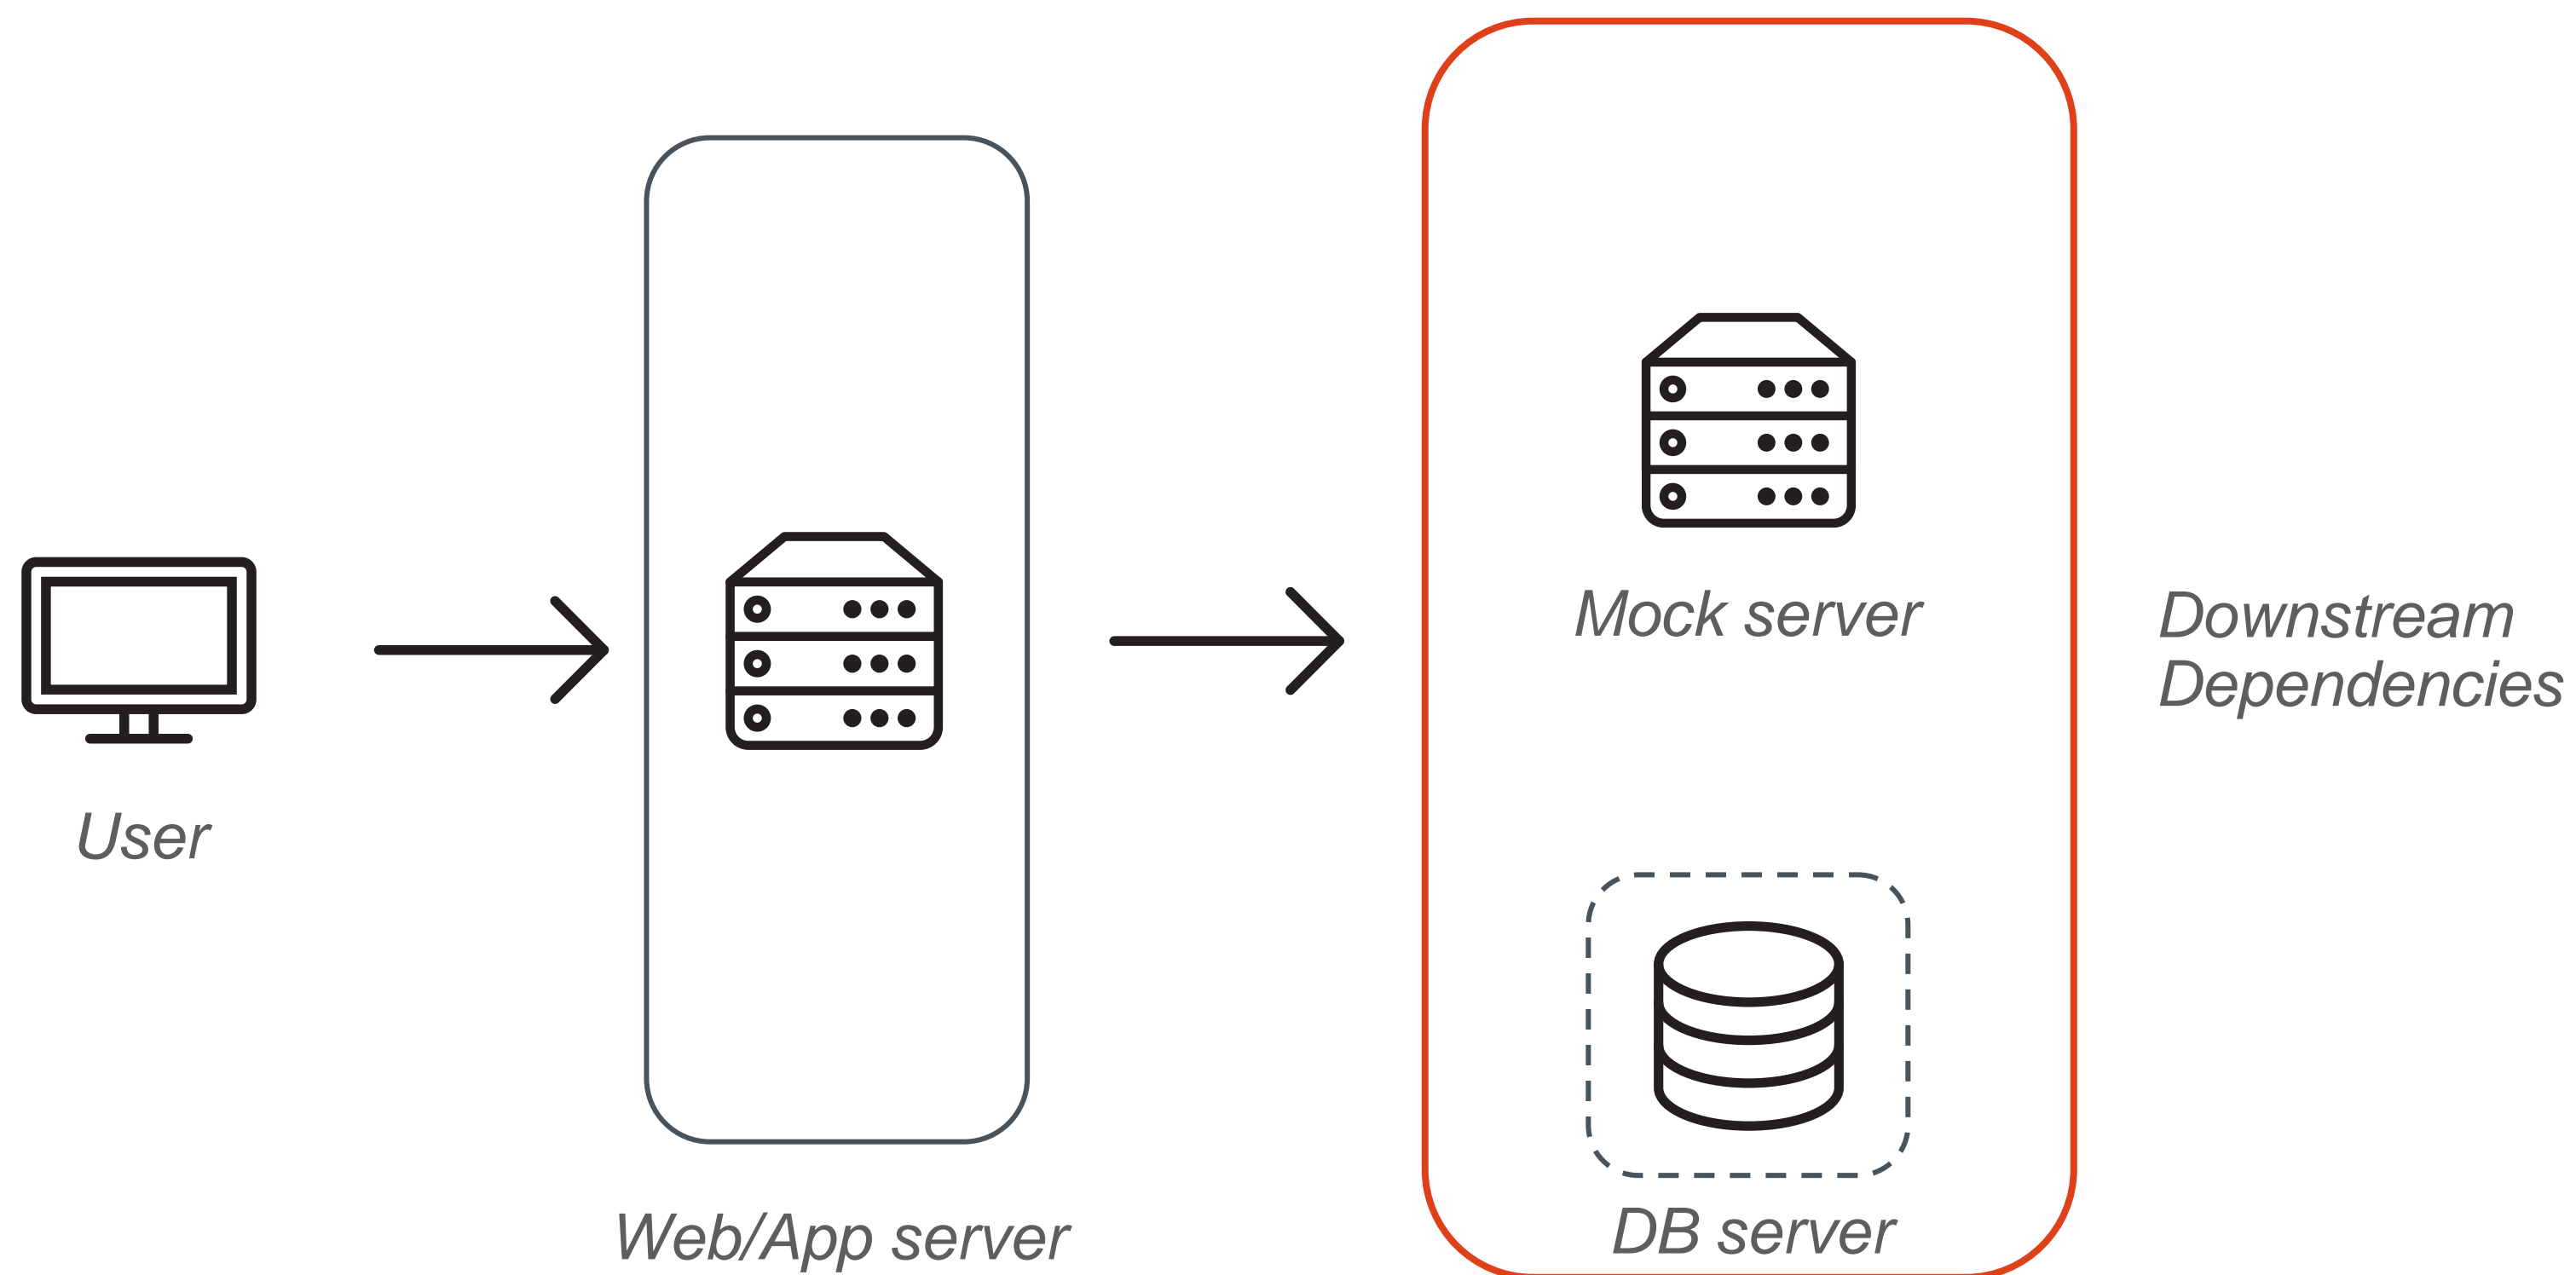 User
Web/App server
Mock server
DB server
Downstream
Dependencies